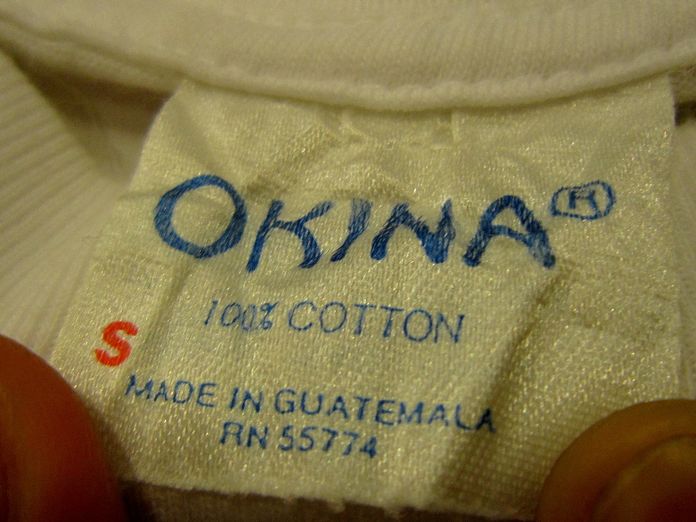 OKINA®
100% COTTON
S
MADE IN GUATEMALA
RN 55774